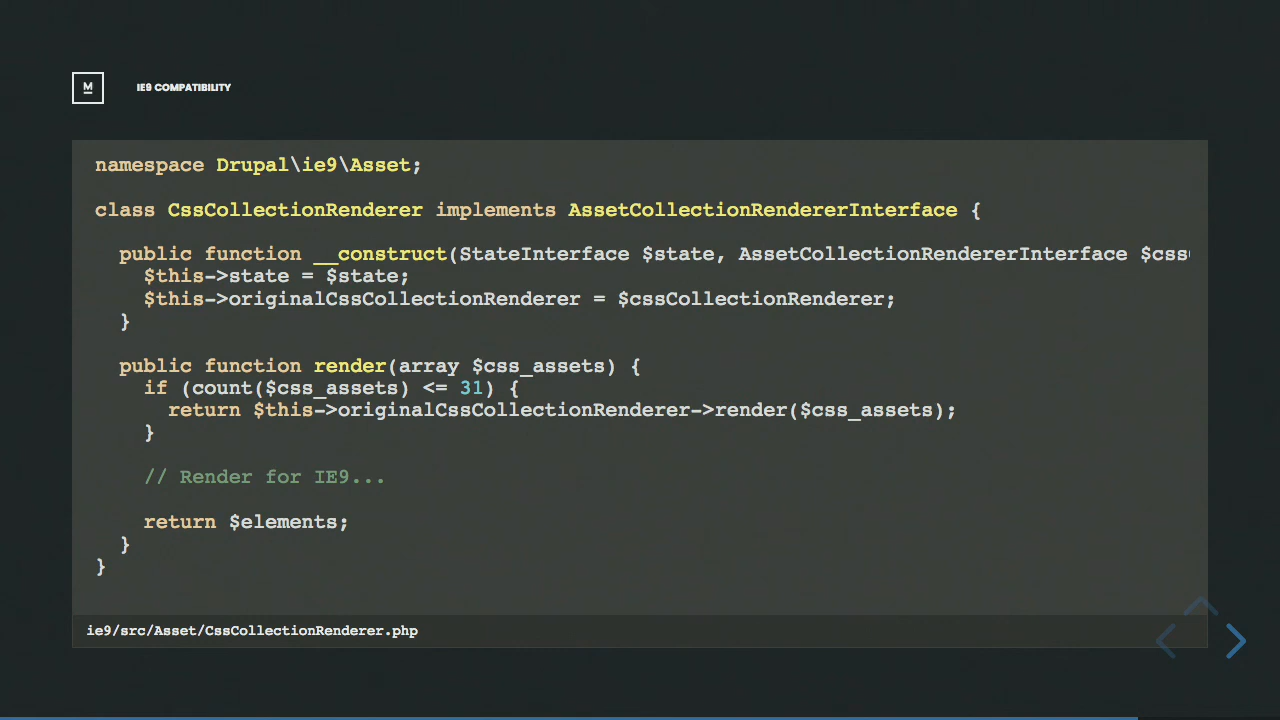 M
IE9 COMPATIBILITY
namespace Drupal\ie9\Asset;
class CssCollectionRenderer implements AssetCollectionRendererInterface {
public function __construct(StateInterface $state, AssetCollectionRendererInterface $css
$this->state = $state;
$this->originalCssCollectionRenderer = $cssCollectionRenderer;
}
public function render(array $css_assets) {
if (count($css_assets) <= 31) {
return $this->originalCssCollectionRenderer->render($css_assets);
}
// Render for IE9...
return $elements;
}
}
ie9/src/Asset/CssCollectionRenderer.php